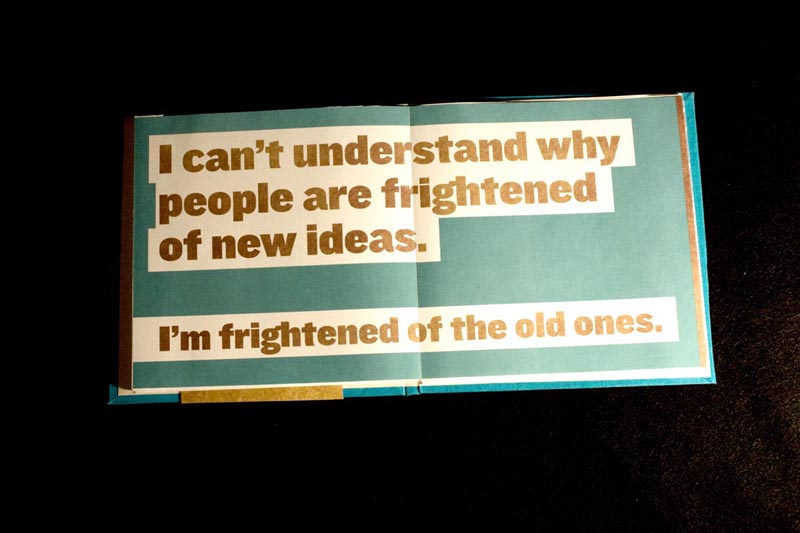 I can't understand why
people are frightened
of new ideas.
I'm frightened of the old ones.